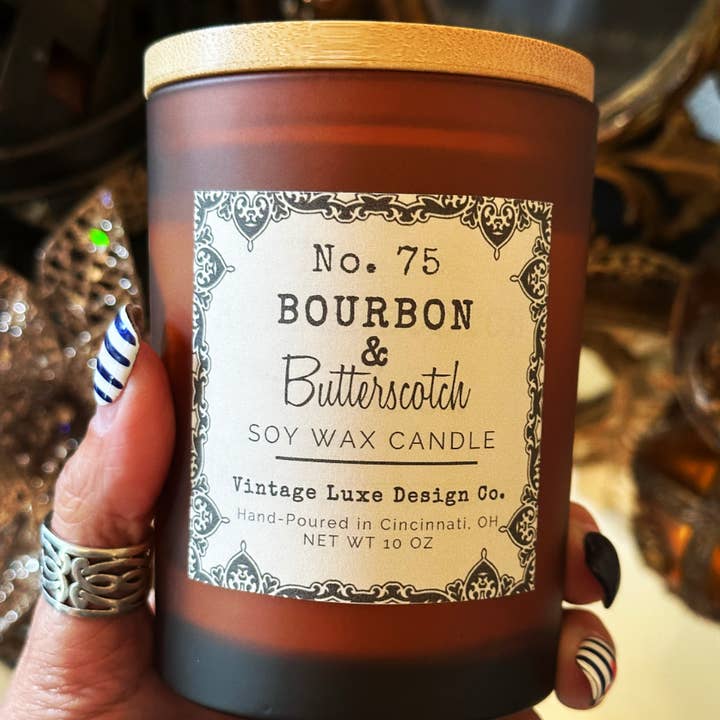 No. 75
BOURBON
&
Butterscotch
SOY WAX CANDLE
Vintage Luxe Design Co.
Hand-Poured in Cincinnati, OH
NET WT 10 OZ